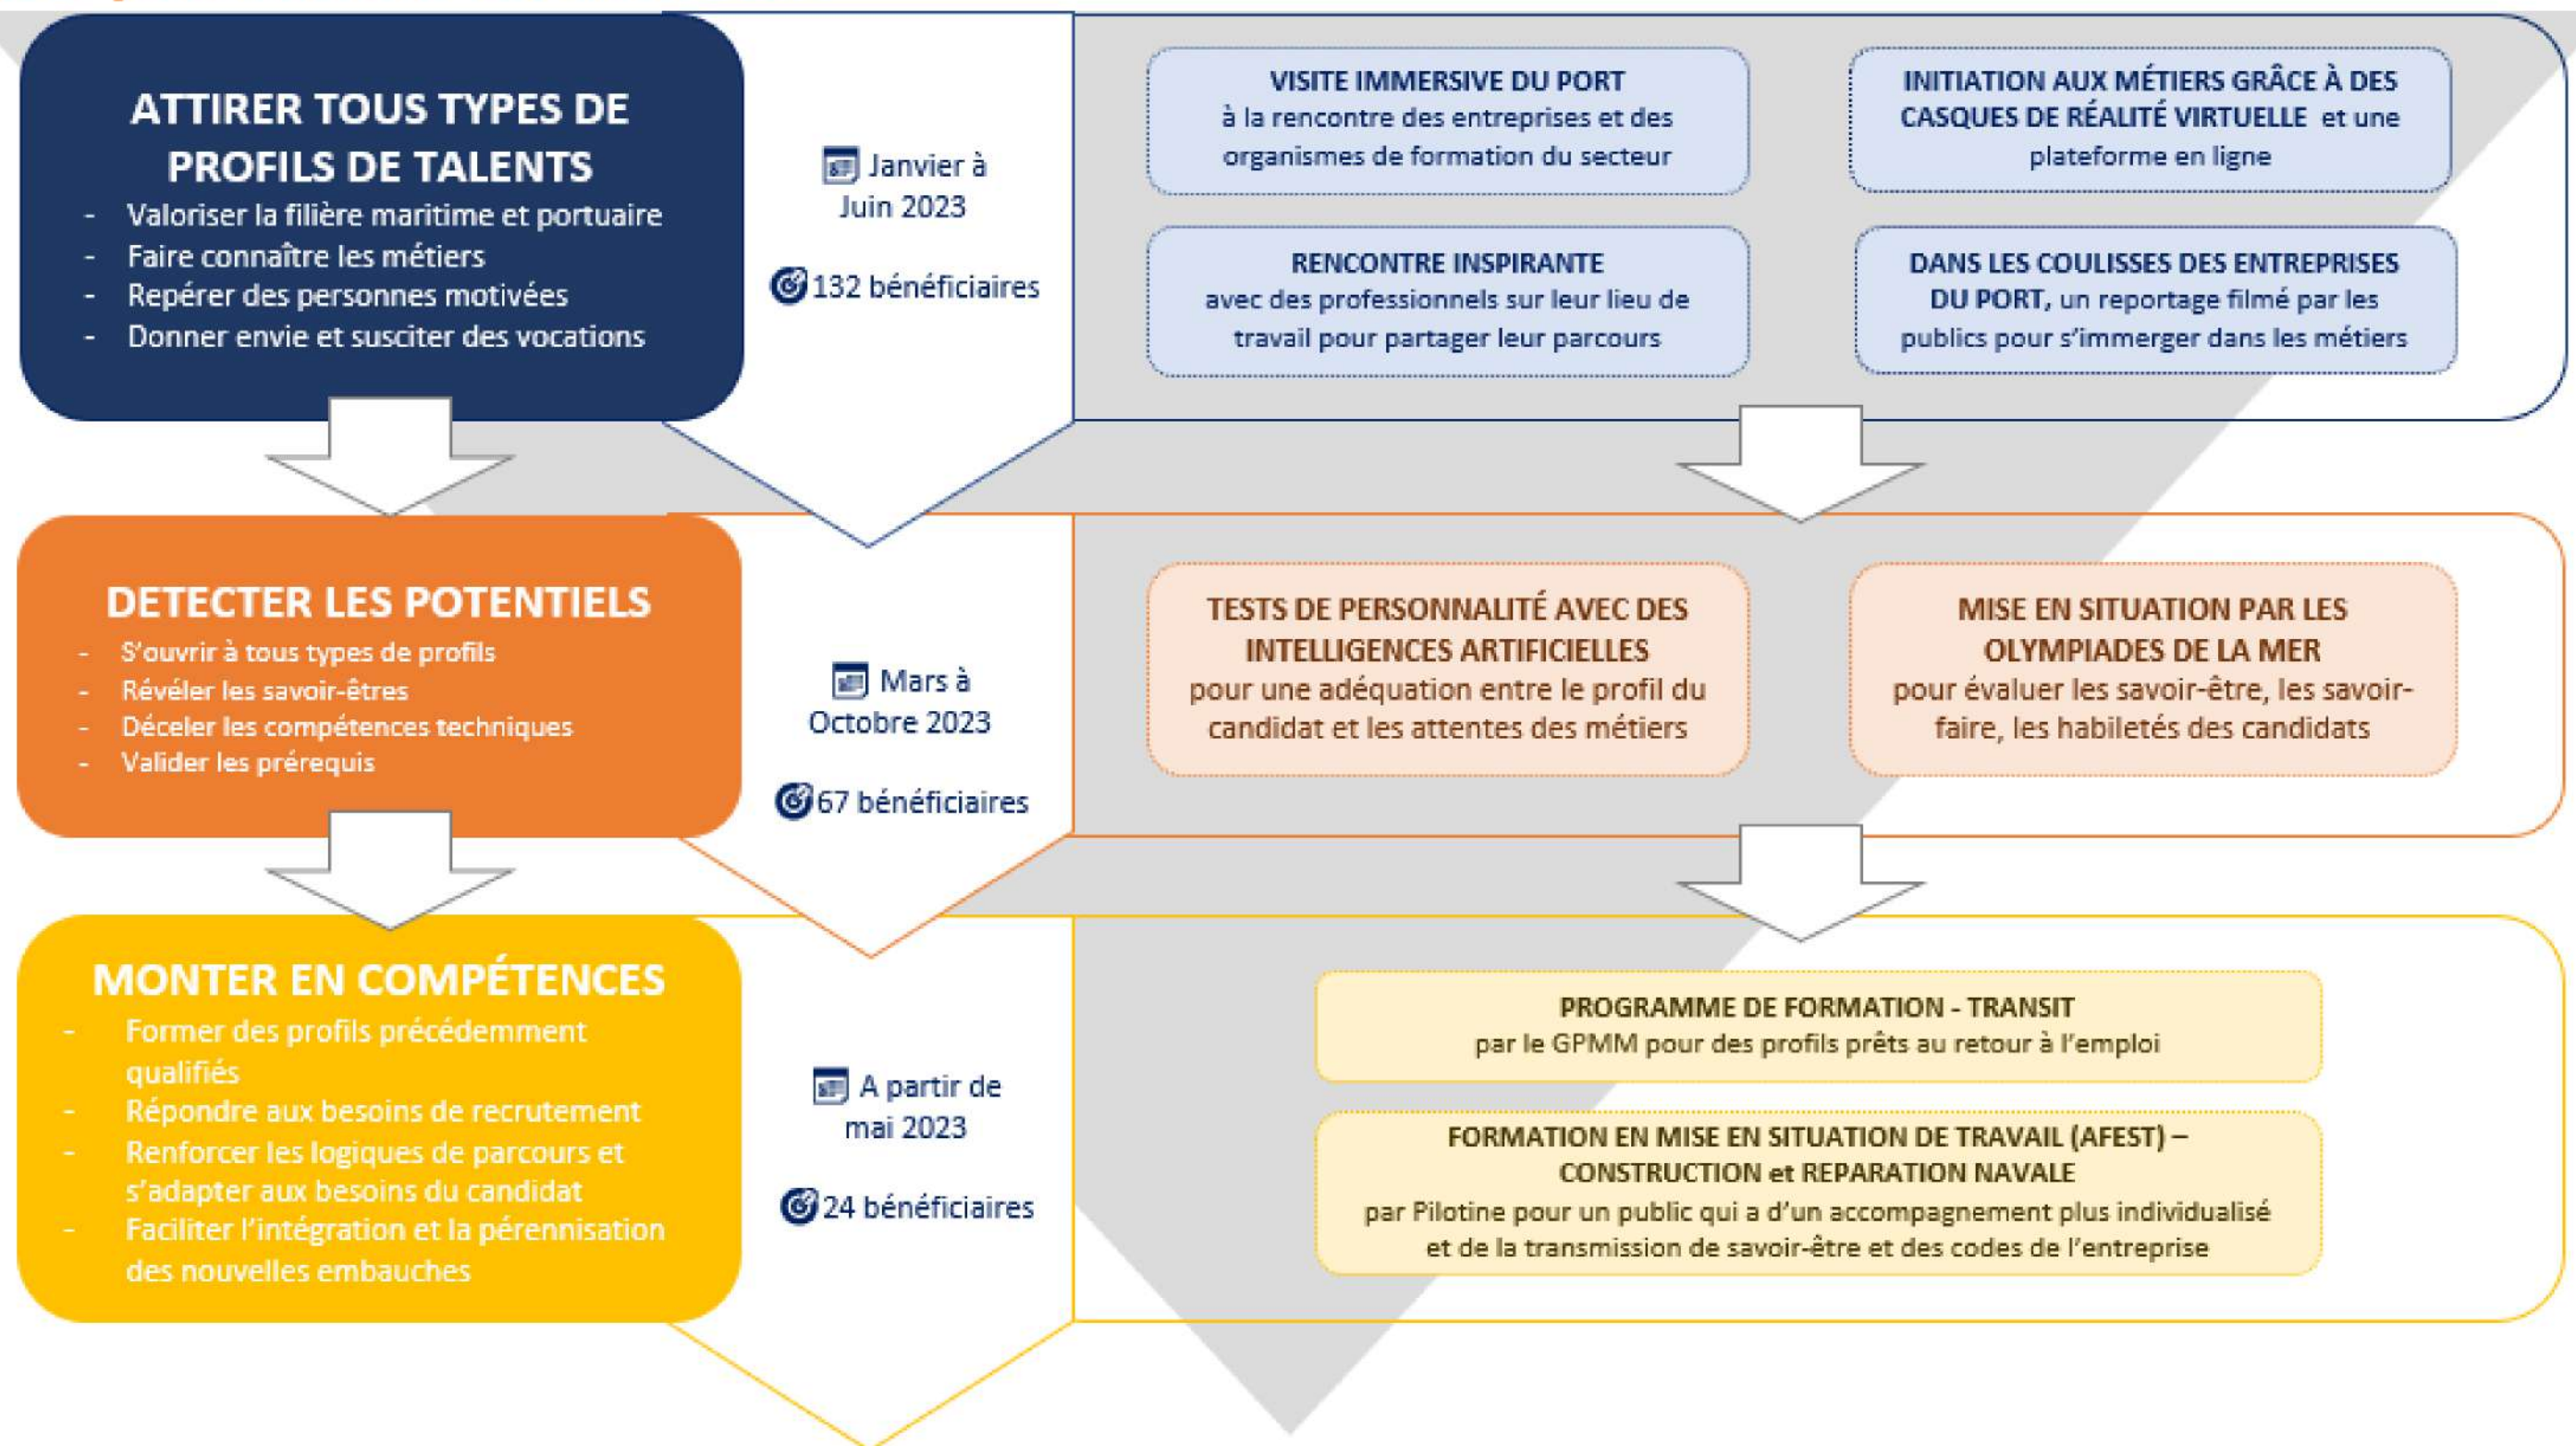 ATTIRER TOUS TYPES DE
PROFILS DE TALENTS
- Valoriser la filière maritime et portuaire
- Faire connaître les métiers
- Repérer des personnes motivées
- Donner envie et susciter des vocations
Janvier à
Juin 2023
132 bénéficiaires
VISITE IMMERSIVE DU PORT
à la rencontre des entreprises et des
organismes de formation du secteur
INITIATION AUX MÉTIERS GRÂCE À DES
CASQUES DE RÉALITÉ VIRTUELLE et une
plateforme en ligne
RENCONTRE INSPIRANTE
avec des professionnels sur leur lieu de
travail pour partager leur parcours
DANS LES COULISSES DES ENTREPRISES
DU PORT, un reportage filmé par les
publics pour s'immerger dans les métiers
DETECTER LES POTENTIELS
- S'ouvrir à tous types de profils
- Révéler les savoir-êtres
- Déceler les compétences techniques
- Valider les prérequis
Mars à
Octobre 2023
67 bénéficiaires
TESTS DE PERSONNALITÉ AVEC DES
INTELLIGENCES ARTIFICIELLES
pour une adéquation entre le profil du
candidat et les attentes des métiers
MISE EN SITUATION PAR LES
OLYMPIADES DE LA MER
pour évaluer les savoir-être, les savoir-
faire, les habiletés des candidats
MONTER EN COMPÉTENCES
- Former des profils précédemment
qualifiés
- Répondre aux besoins de recrutement
- Renforcer les logiques de parcours et
s'adapter aux besoins du candidat
- Faciliter l'intégration et la pérennisation
des nouvelles embauches
A partir de
mai 2023
24 bénéficiaires
PROGRAMME DE FORMATION - TRANSIT
par le GPMM pour des profils prêts au retour à l'emploi
FORMATION EN MISE EN SITUATION DE TRAVAIL (AFEST) –
CONSTRUCTION et REPARATION NAVALE
par Pilotine pour un public qui a d'un accompagnement plus individualisé
et de la transmission de savoir-être et des codes de l'entreprise